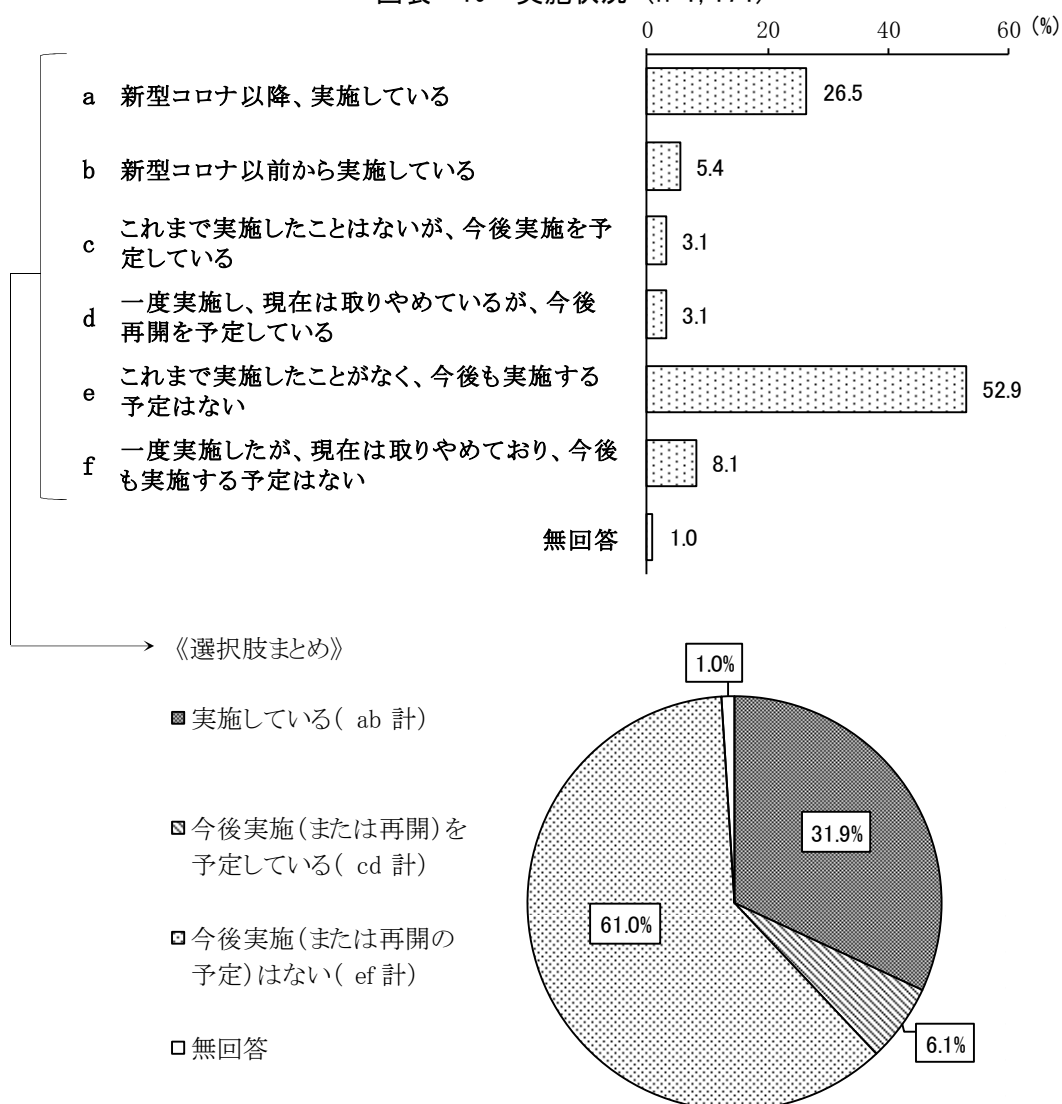 0 20 40 60 (%)
a 新型コロナ以降、実施している 26.5
b 新型コロナ以前から実施している 5.4
c これまで実施したことはないが、今後実施を予
定している 3.1
d 一度実施し、現在は取りやめているが、今後
再開を予定している 3.1
e これまで実施したことがなく、今後も実施する
予定はない 52.9
f 一度実施したが、現在は取りやめており、今後
も実施する予定はない 8.1
無回答 1.0
《選択肢まとめ》
実施している( ab 計)
今後実施(または再開)を
予定している( cd 計)
今後実施(または再開の
予定)はない( ef 計)
無回答
1.0%
31.9%
61.0%
6.1%